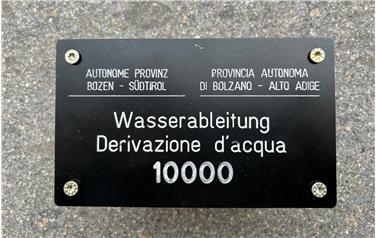 AUTONOME PROVINZ
BOZEN - SÜDTIROL
PROVINCIA AUTONOMA
DI BOLZANO - ALTO ADIGE
Wasserableitung
Derivazione d'acqua
10000